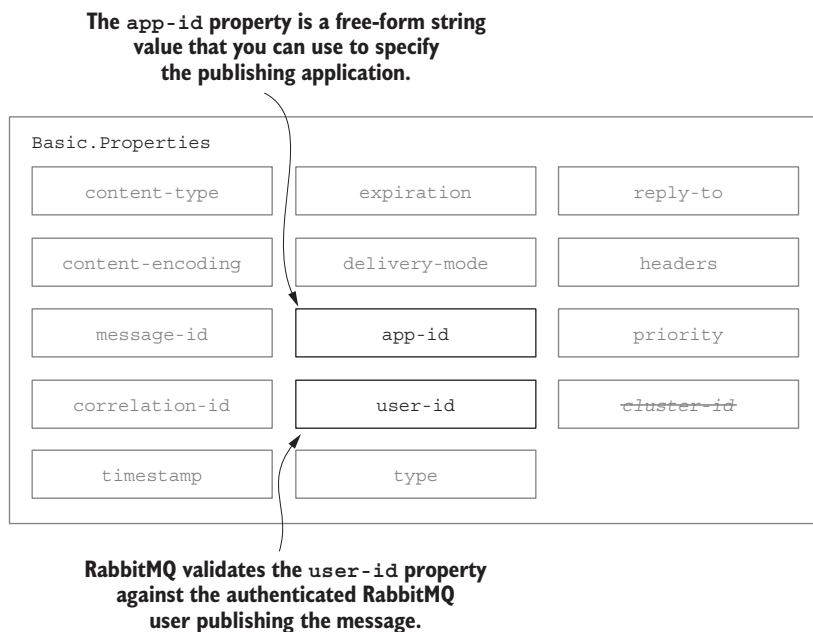 The app-id property is a free-form string
value that you can use to specify
the publishing application.
Basic.Properties
content-type
expiration
reply-to
content-encoding
delivery-mode
headers
message-id
app-id
priority
correlation-id
user-id
cluster-id
timestamp
type
RabbitMQ validates the user-id property
against the authenticated RabbitMQ
user publishing the message.